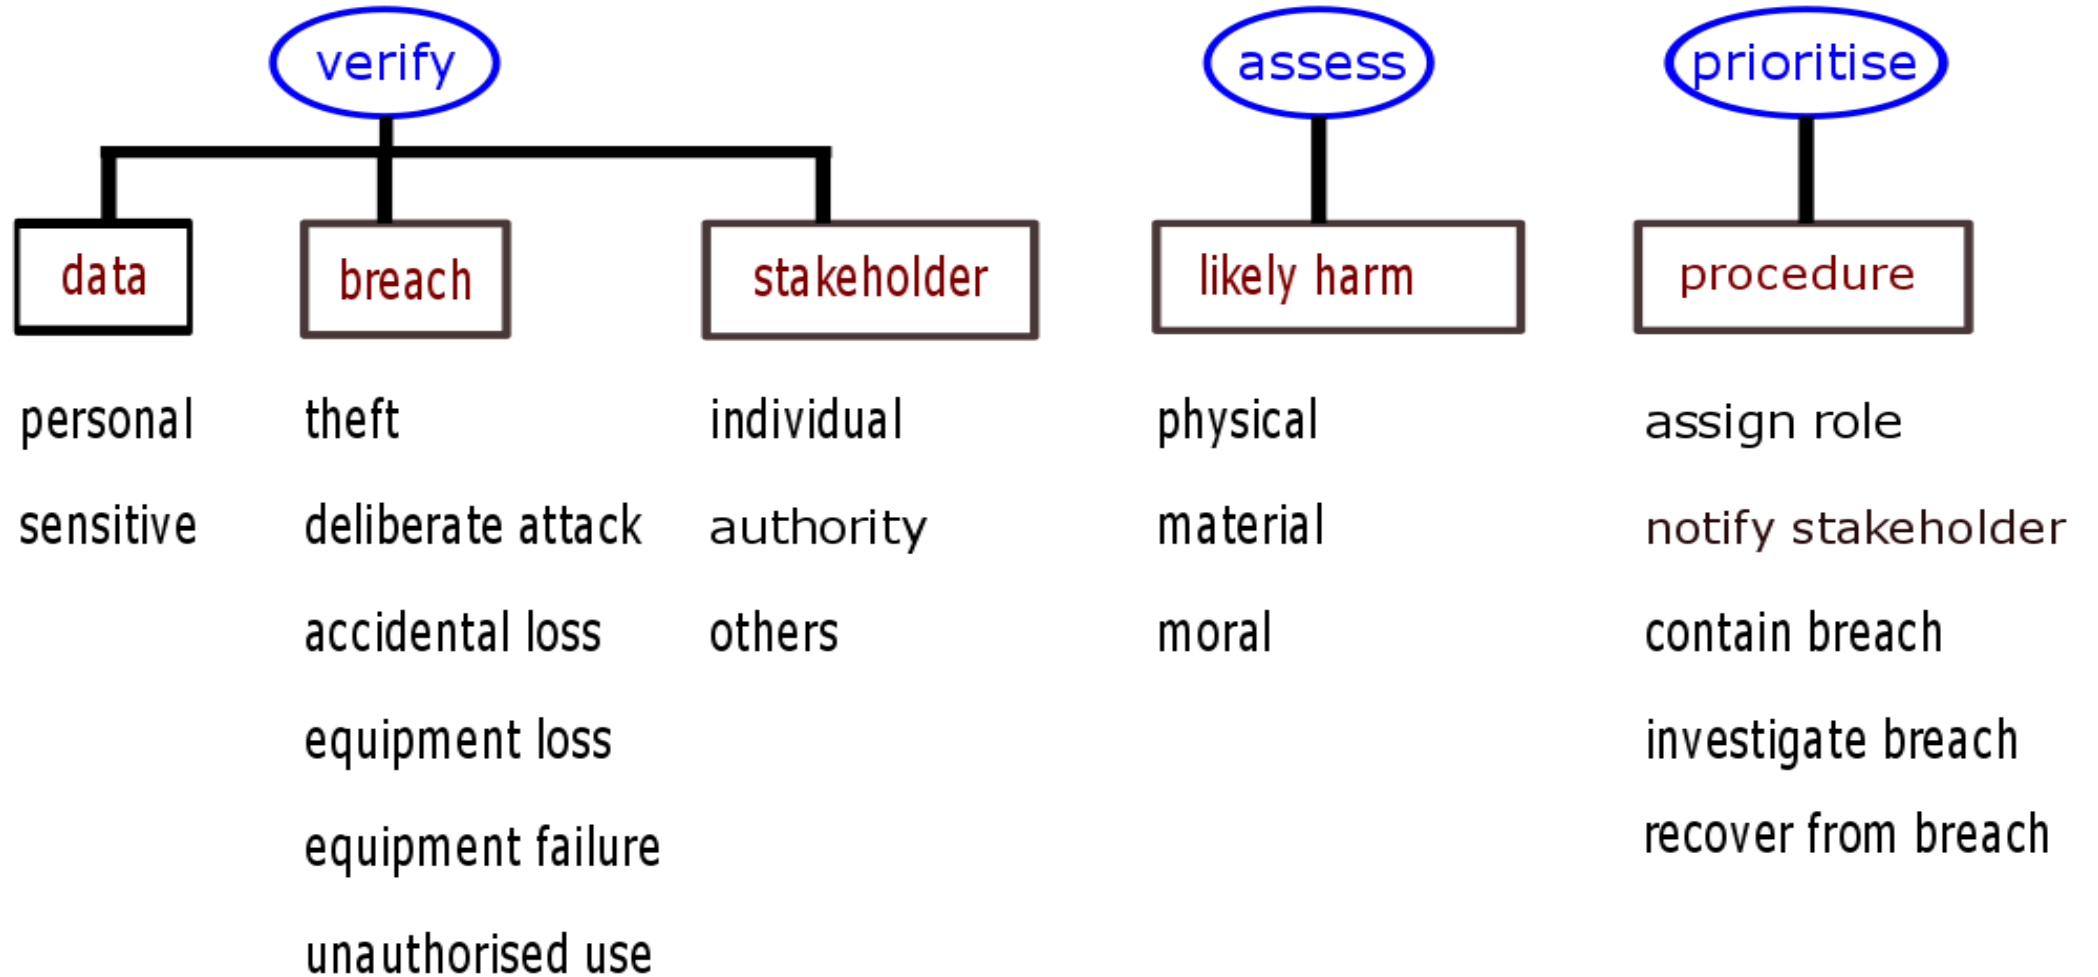 verify
assess
prioritise
data
breach
stakeholder
likely harm
procedure
personal
theft
individual
physical
assign role
sensitive
deliberate attack
authority
material
notify stakeholder
accidental loss
others
moral
contain breach
equipment loss
investigate breach
equipment failure
recover from breach
unauthorised use